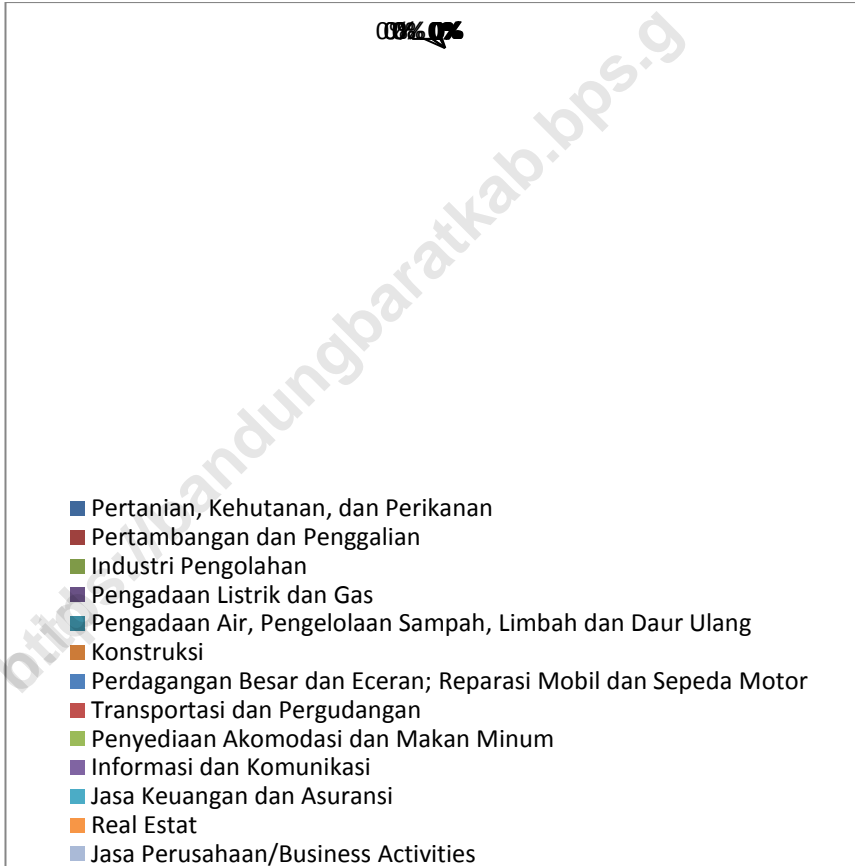 0% 0%
Pertanian, Kehutanan, dan Perikanan
Pertambangan dan Penggalian
Industri Pengolahan
Pengadaan Listrik dan Gas
Pengadaan Air, Pengelolaan Sampah, Limbah dan Daur Ulang
Konstruksi
Perdagangan Besar dan Eceran; Reparasi Mobil dan Sepeda Motor
Transportasi dan Pergudangan
Penyediaan Akomodasi dan Makan Minum
Informasi dan Komunikasi
Jasa Keuangan dan Asuransi
Real Estat
Jasa Perusahaan/Business Activities